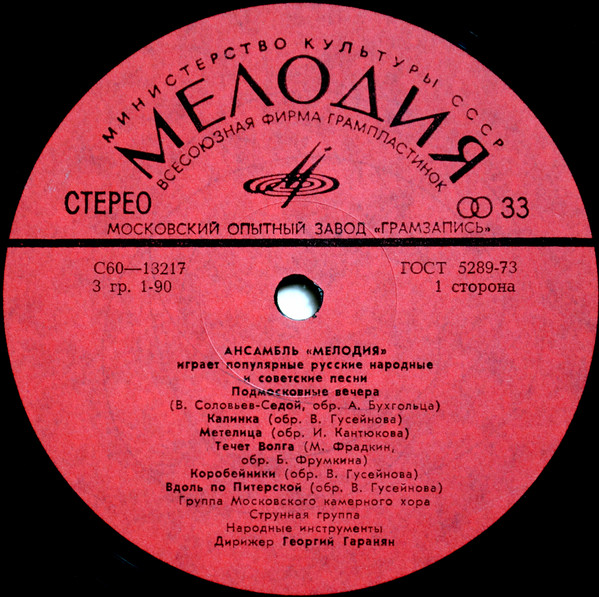 МИНИСТЕРСТВО КУЛЬТУРЫ СССР
МЕЛОДИЯ
ВСЕСОЮЗНАЯ ФИРМА ГРАМПЛАСТИНОК
СТЕРЕО 33
МОСКОВСКИЙ ОПЫТНЫЙ ЗАВОД «ГРАМЗАПИСЬ»
С60—13217 ГОСТ 5289-73
3 гр. 1-90 1 сторона
АНСАМБЛЬ «МЕЛОДИЯ»
играет популярные русские народные
и советские песни
Подмосковные вечера
(В. Соловьев-Седой, обр. А. Бухгольца)
Калинка (обр. В. Гусейнова)
Метелица (обр. И. Кантюкова)
Течет Волга (М. Фрадкин,
обр. Б. Фрумкина)
Коробейники (обр. В. Гусейнова)
Вдоль по Питерской (обр. В. Гусейнова)
Группа Московского камерного хора
Струнная группа
Народные инструменты
Дирижер Георгий Гаранян